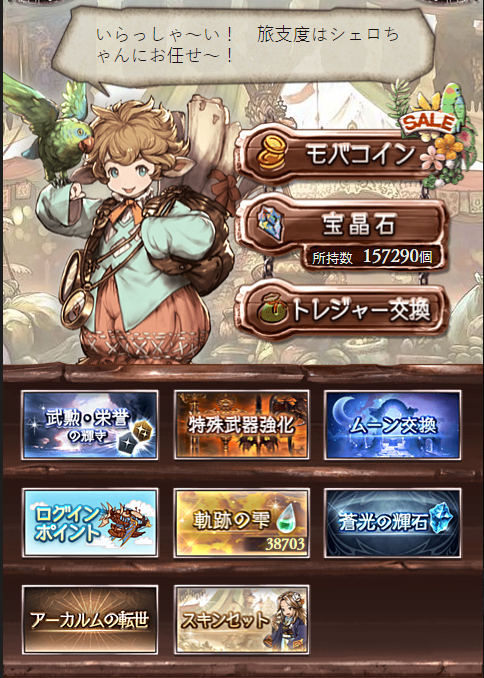 いらっしゃ～い！　旅支度はシェロち
ゃんにお任せ～！
SALE
モバコイン
宝晶石
所持数 157290個
トレジャー交換
武勲・栄誉
の輝き
特殊武器強化
ムーン交換
ログイン
ポイント
軌跡の雫
38703
蒼光の輝石
アーカルムの転世
スキンセット